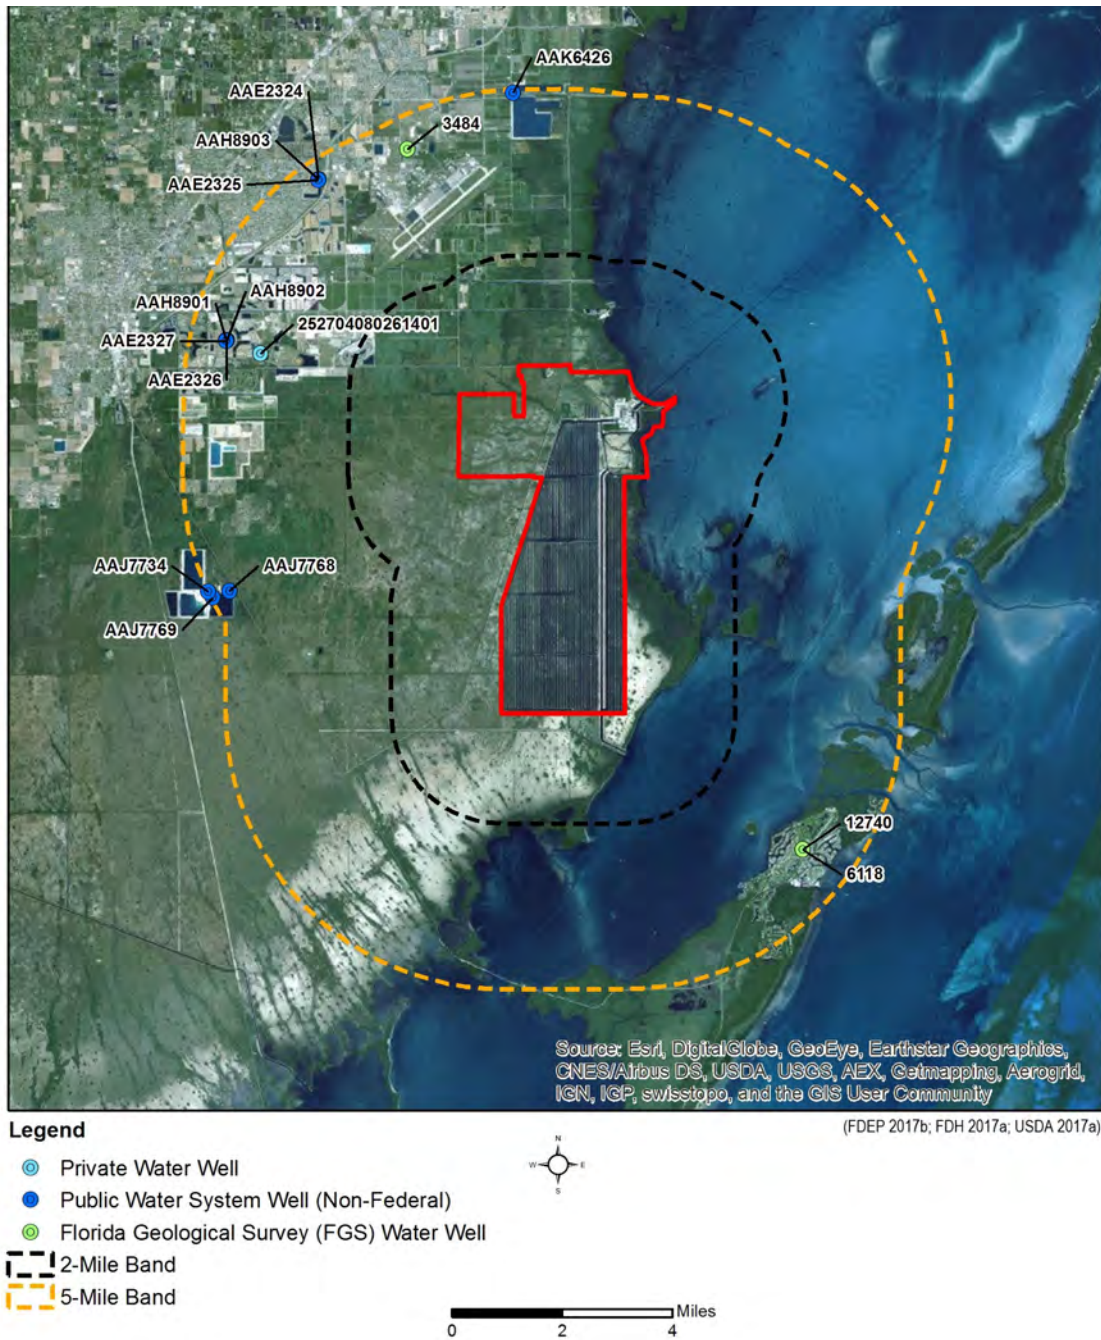 AAK6426
AAE2324
3484
AAH8903
AAE2325
AAH8902
AAH8901
252704080261401
AAE2327
AAE2326
AAJ7734
AAJ7768
AAJ7769
12740
6118
Source: Esri, DigitalGlobe, GeoEye, Earthstar Geographics,
CNES/Airbus DS, USDA, USGS, AEX, Getmapping, Aerogrid,
IGN, IGP, swisstopo, and the GIS User Community
(FDEP 2017b; FDH 2017a; USDA 2017a)
Legend
Private Water Well
Public Water System Well (Non-Federal)
Florida Geological Survey (FGS) Water Well
2-Mile Band
5-Mile Band
N
W
E
S
Miles
0 2 4